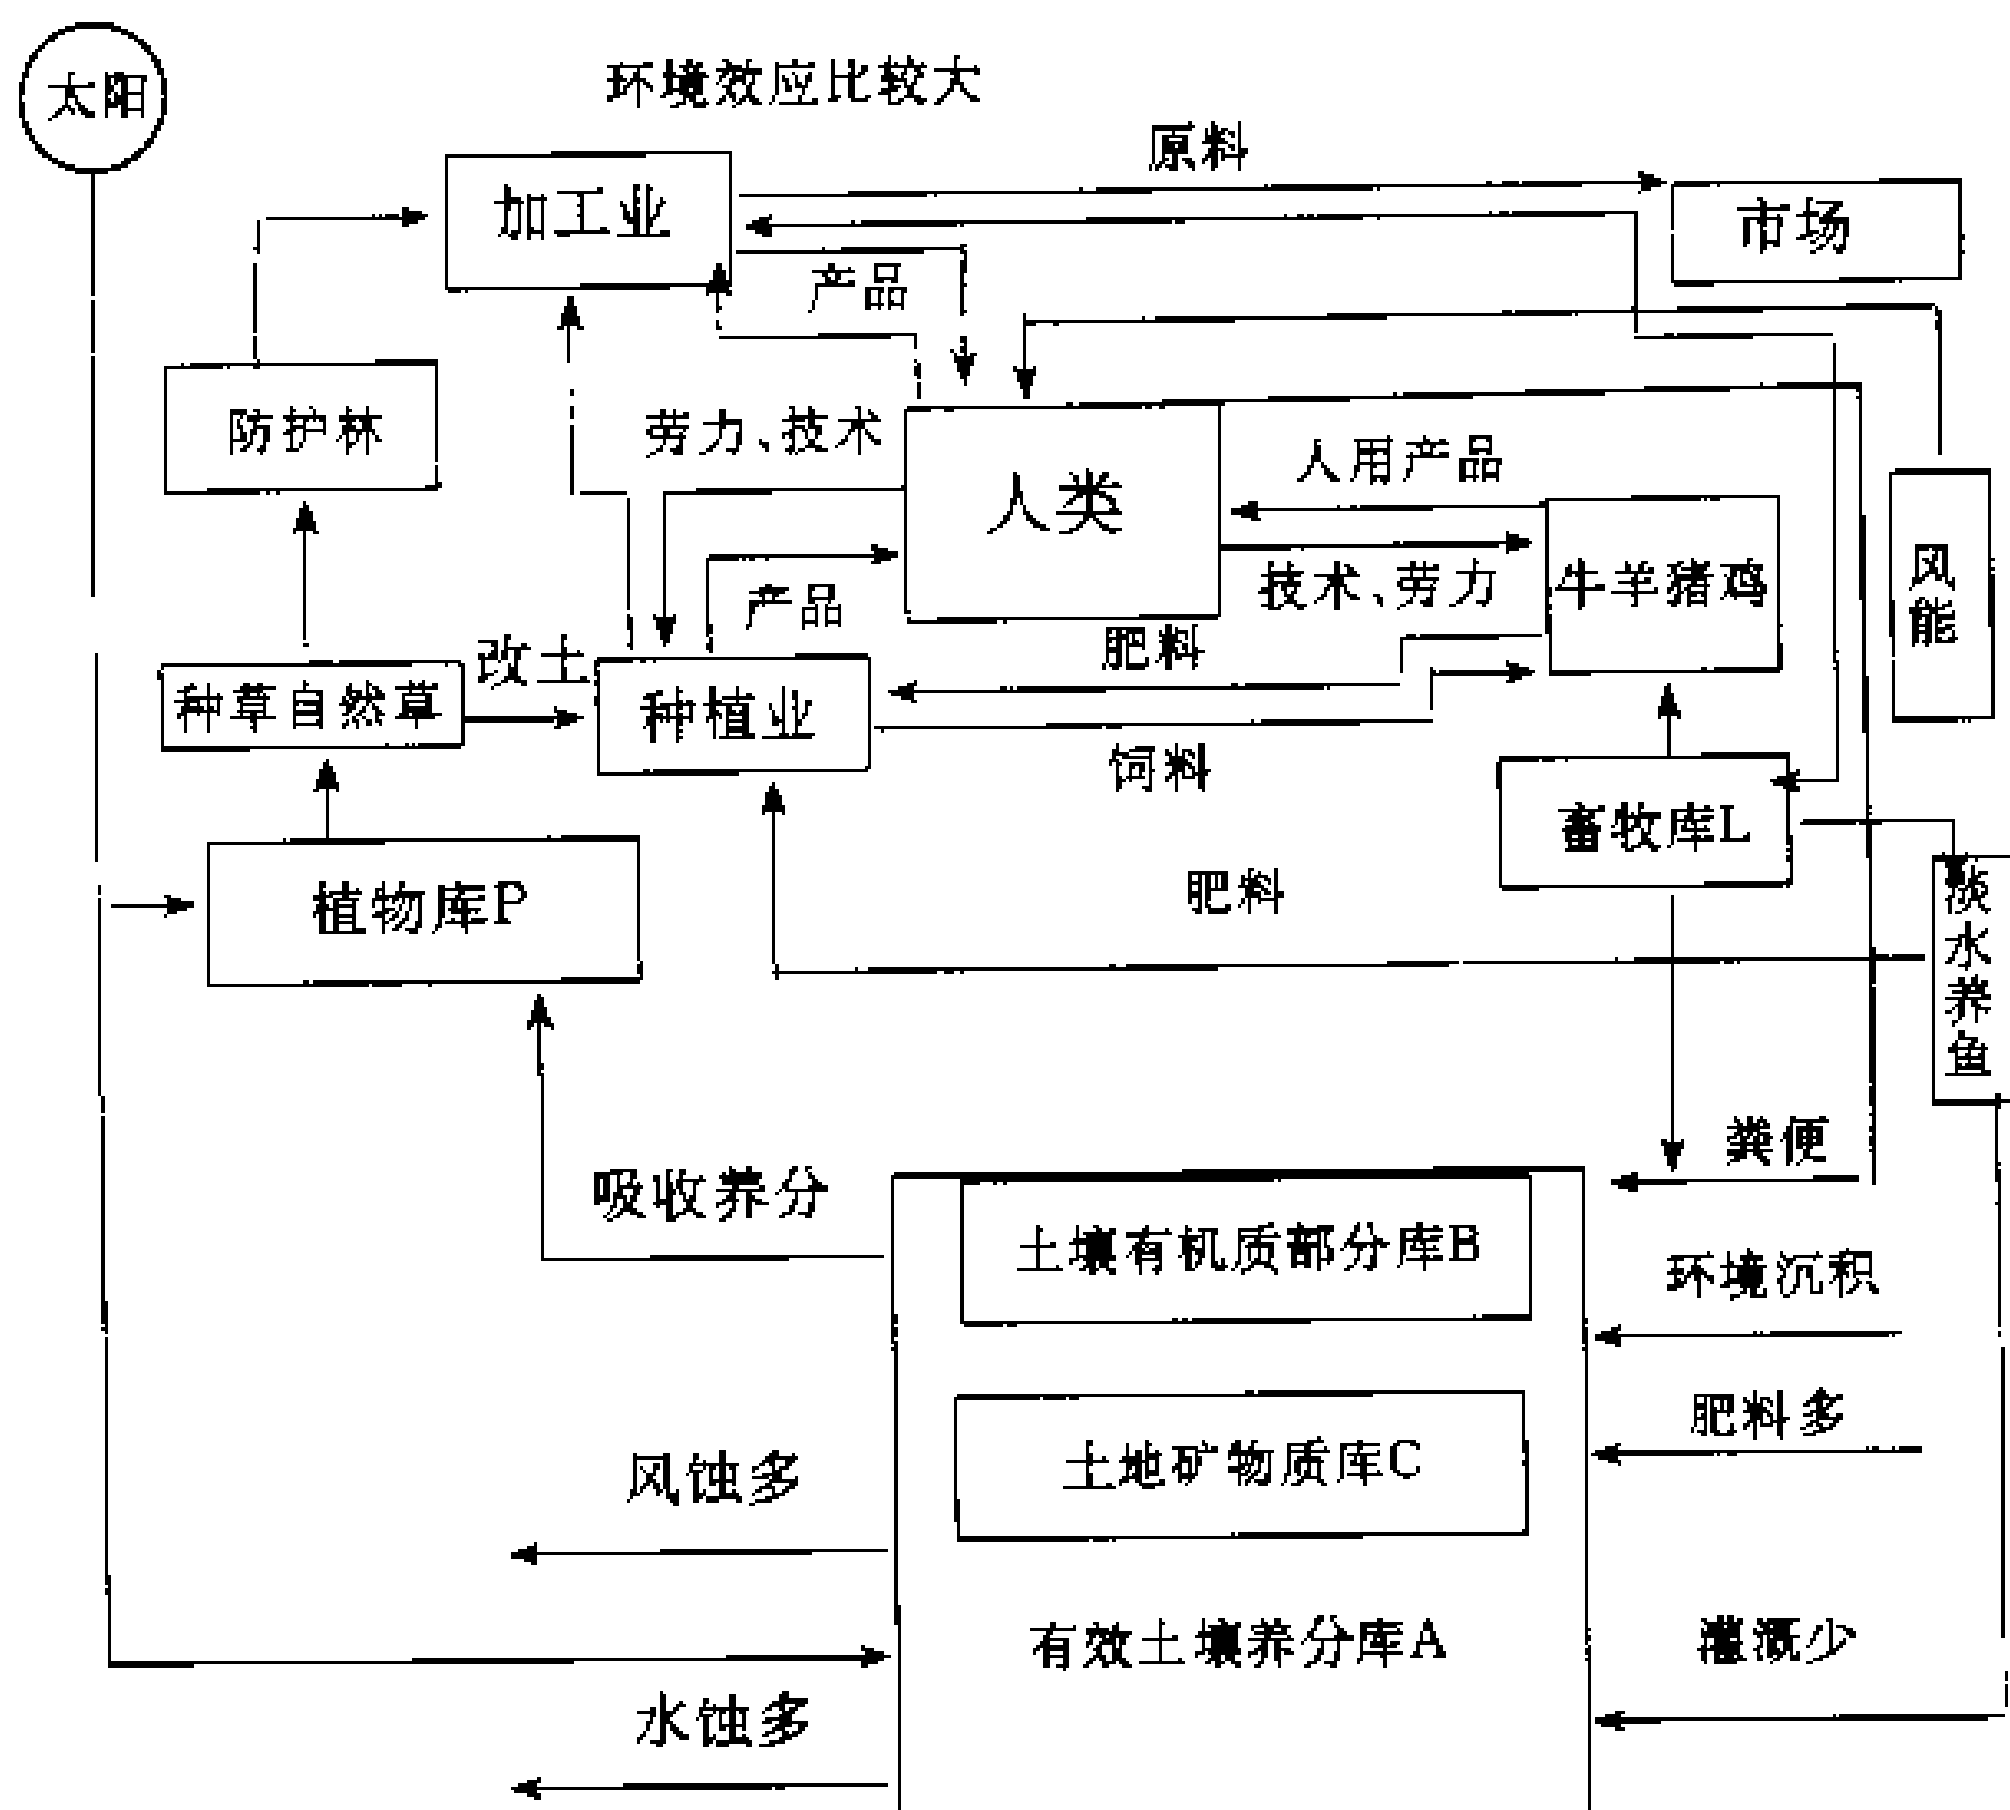 太阳
环境效应比较大
原料
加工业
市场
产品
防护林
劳力、技术
人用产品
人类
风能
技术、劳力
牛羊猪鸡
产品
肥料
改土
种草自然草
种植业
饲料
畜牧库L
植物库P
肥料
淡水养鱼
粪便
吸收养分
土壤有机质部分库B
环境沉积
肥料多
土地矿物质库C
风蚀多
有效土壤养分库A
灌溉少
水蚀多